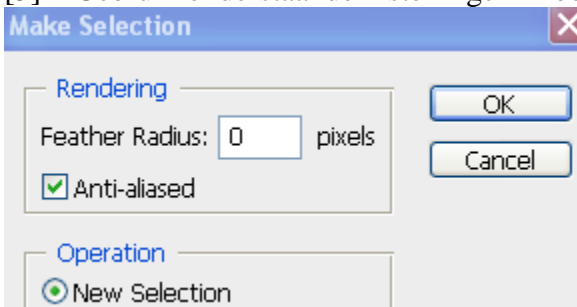 Make Selection
Rendering
Feather Radius: 0 pixels
Anti-aliased
OK
Cancel
Operation
New Selection